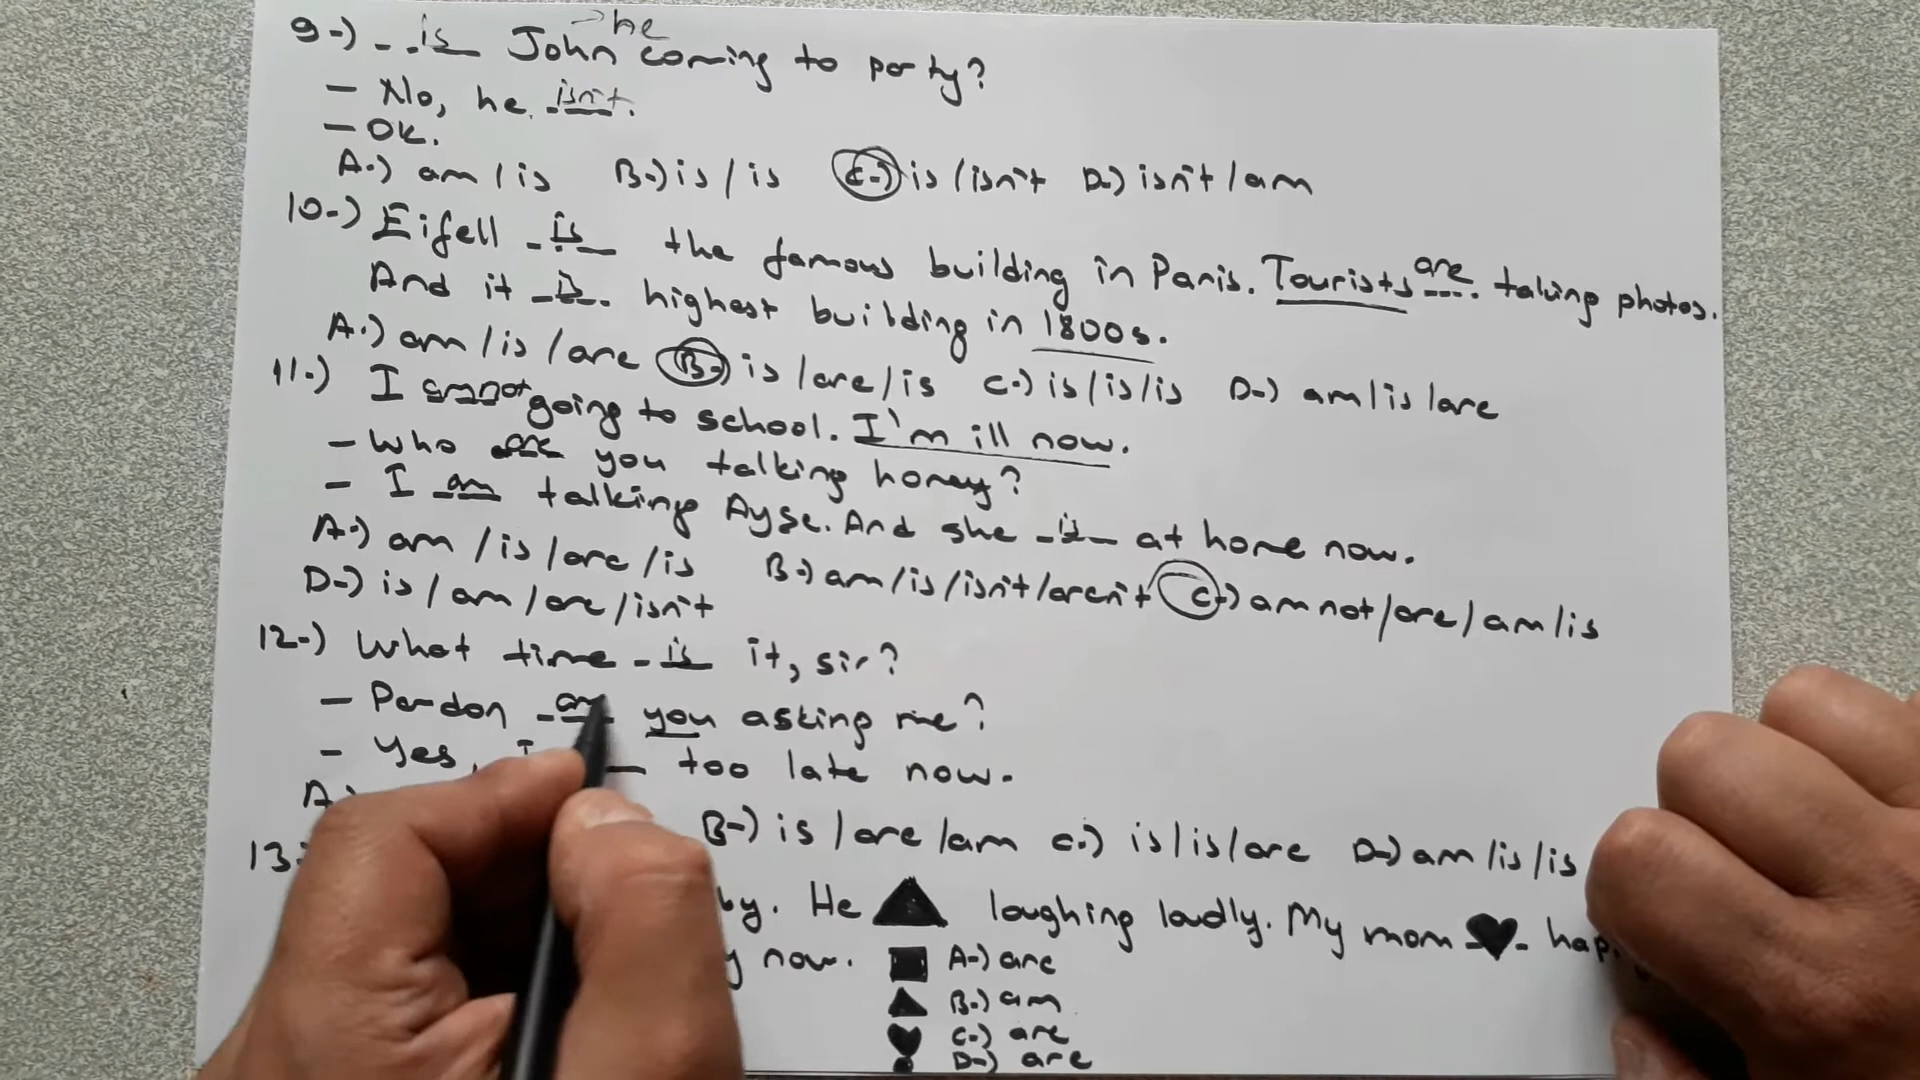 9-) is John he coming to party?
- No, he isn't.
- Ok.
A-) am / is B-) is / is C-) is / isn't D-) isn't / am
10-) Eifell is the famous building in Paris. Tourists are taking photos.
And it is highest building in 1800s.
A-) am / is / are B-) is / are / is C-) is / is / is D-) am / is / are
11-) I am not going to school. I'm ill now.
- Who are you talking honey?
- I am talking Ayşe. And she is at home now.
A-) am / is / are / is B-) am / is / isn't / aren't C-) am not / are / am / is
D-) is / am / are / isn't
12-) What time is it, sir?
- Pardon you asking me?
- Yes, I too late now.
A-) B-) is / are / am C-) is / is / are D-) am / is / is
13-)
He laughing loudly. My mom
now.
A-) are
B-) am
C-) are
D-) are